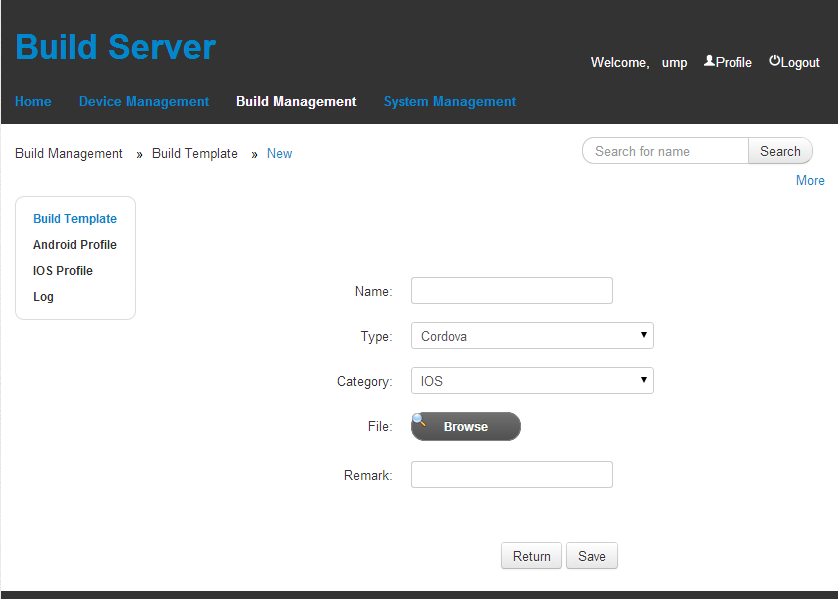 Build Server
Welcome, ump Profile Logout
Home Device Management Build Management System Management
Build Management » Build Template » New
Search for name Search
More
Build Template
Android Profile
IOS Profile
Log
Name:
Type: Cordova
Category: IOS
File: Browse
Remark:
Return Save